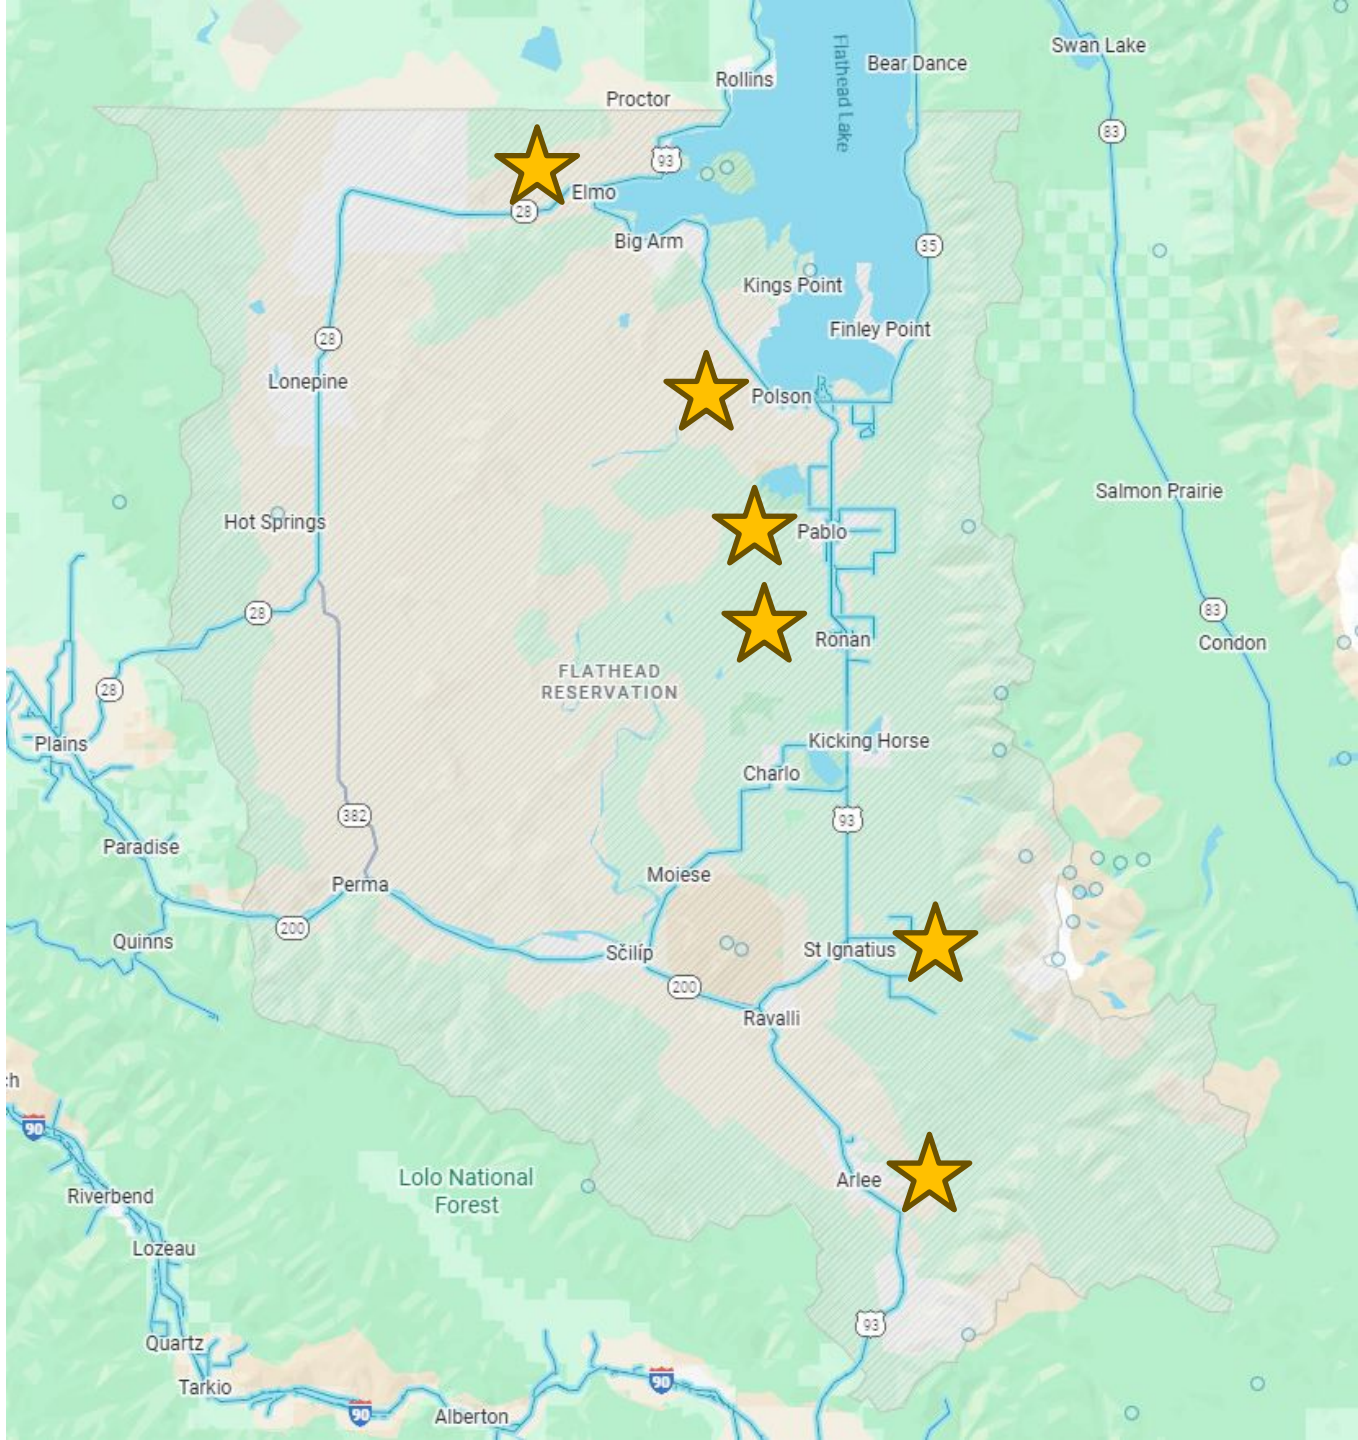 Swan Lake
Flathead Lake
Bear Dance
Rollins
Proctor
83
93
Elmo
28
Big Arm
35
Kings Point
Finley Point
28
Lonepine
Polson
Salmon Prairie
Hot Springs
Pablo
28
83
Ronan
Condon
FLATHEAD
RESERVATION
28
Plains
Kicking Horse
Charlo
382
93
Paradise
Moiese
Perma
200
Quinns
Sčilíp
St Ignatius
200
Ravalli
ch
90
Arlee
Lolo National
Forest
Riverbend
Lozeau
93
Quartz
90
Tarkio
90
Alberton